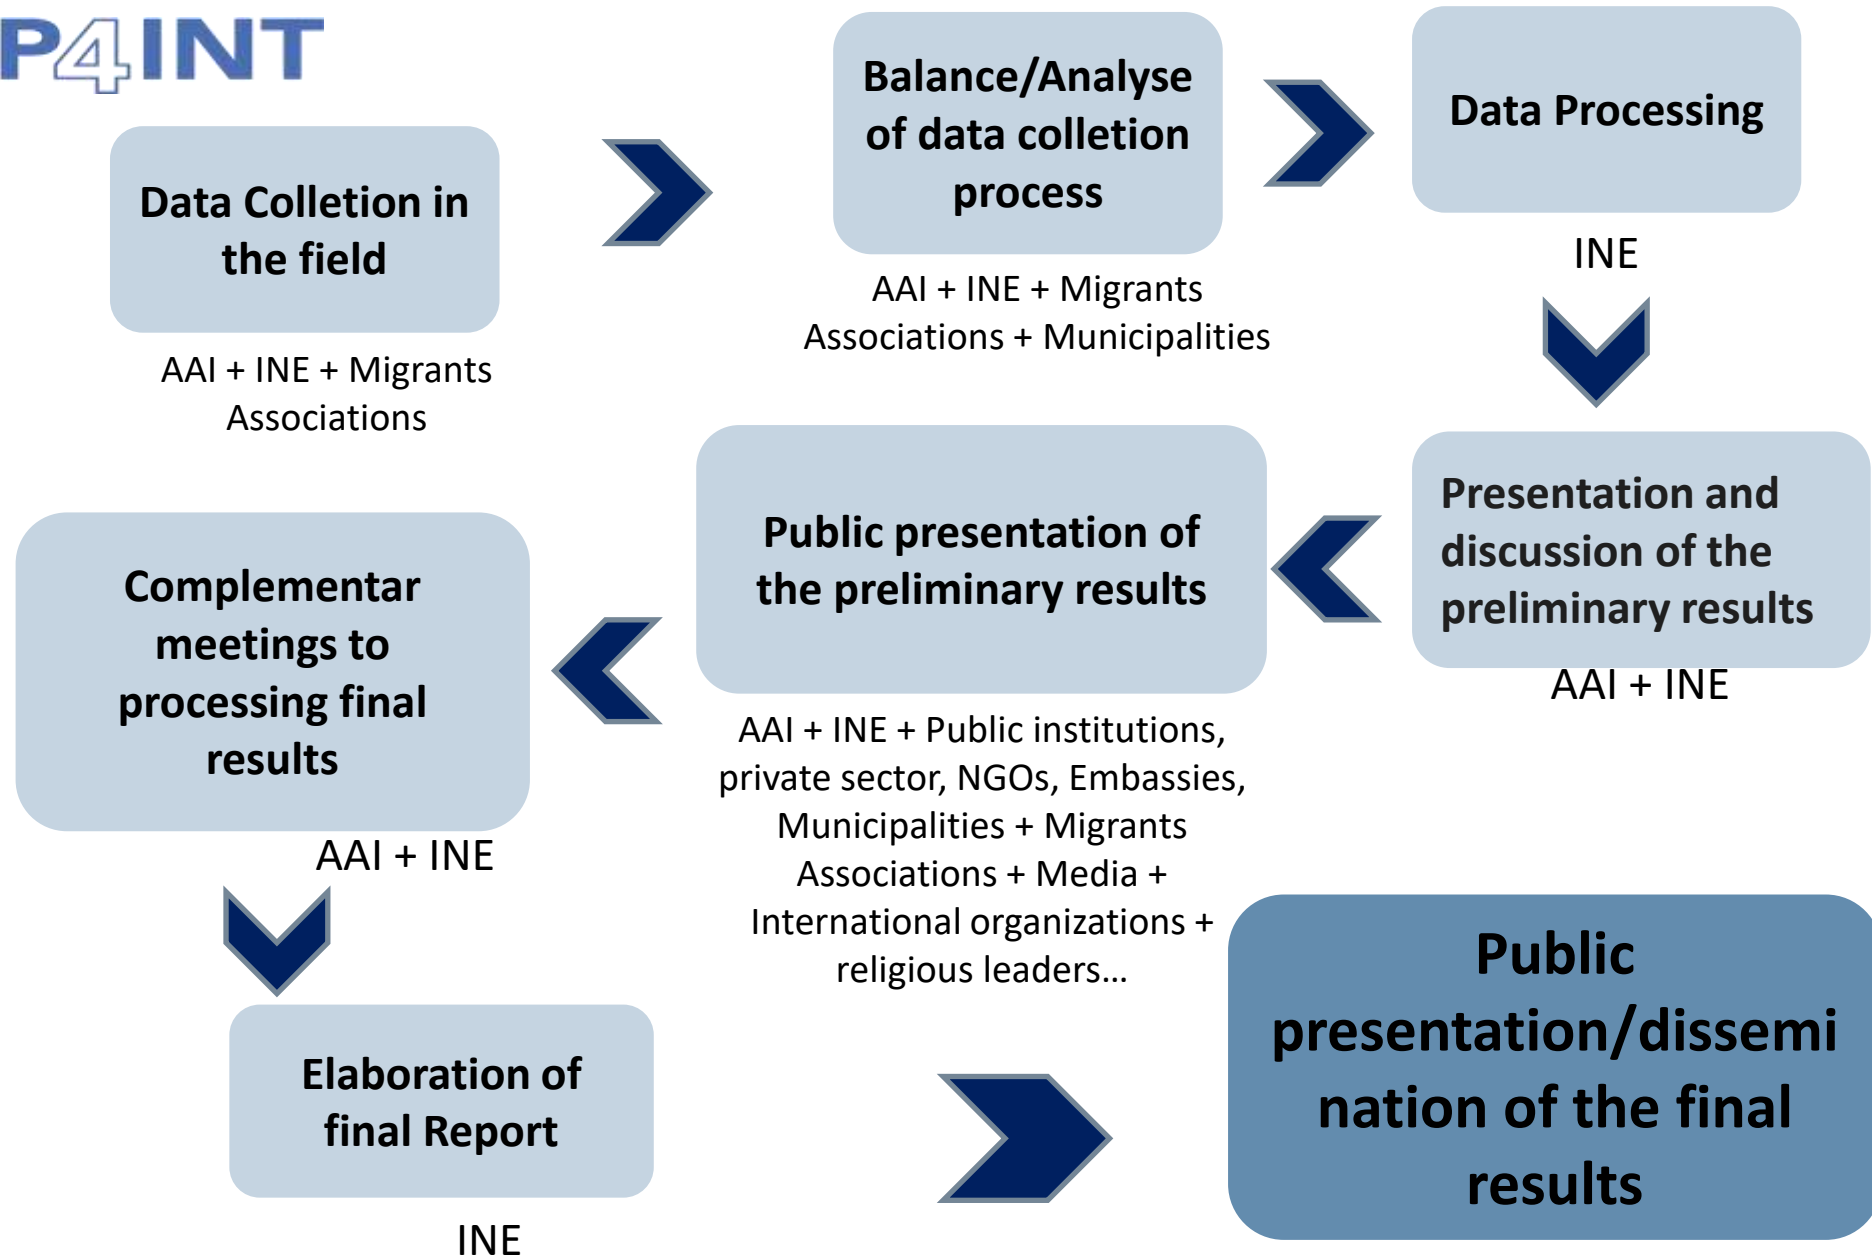 P4INT
Data Colletion in
the field
AAI + INE + Migrants
Associations
Balance/Analyse
of data colletion
process
AAI + INE + Migrants
Associations + Municipalities
Data Processing
INE
Presentation and
discussion of the
preliminary results
AAI + INE
Public presentation of
the preliminary results
AAI + INE + Public institutions,
private sector, NGOs, Embassies,
Municipalities + Migrants
Associations + Media +
International organizations +
religious leaders…
Complementar
meetings to
processing final
results
AAI + INE
Elaboration of
final Report
INE
Public
presentation/dissemi
nation of the final
results